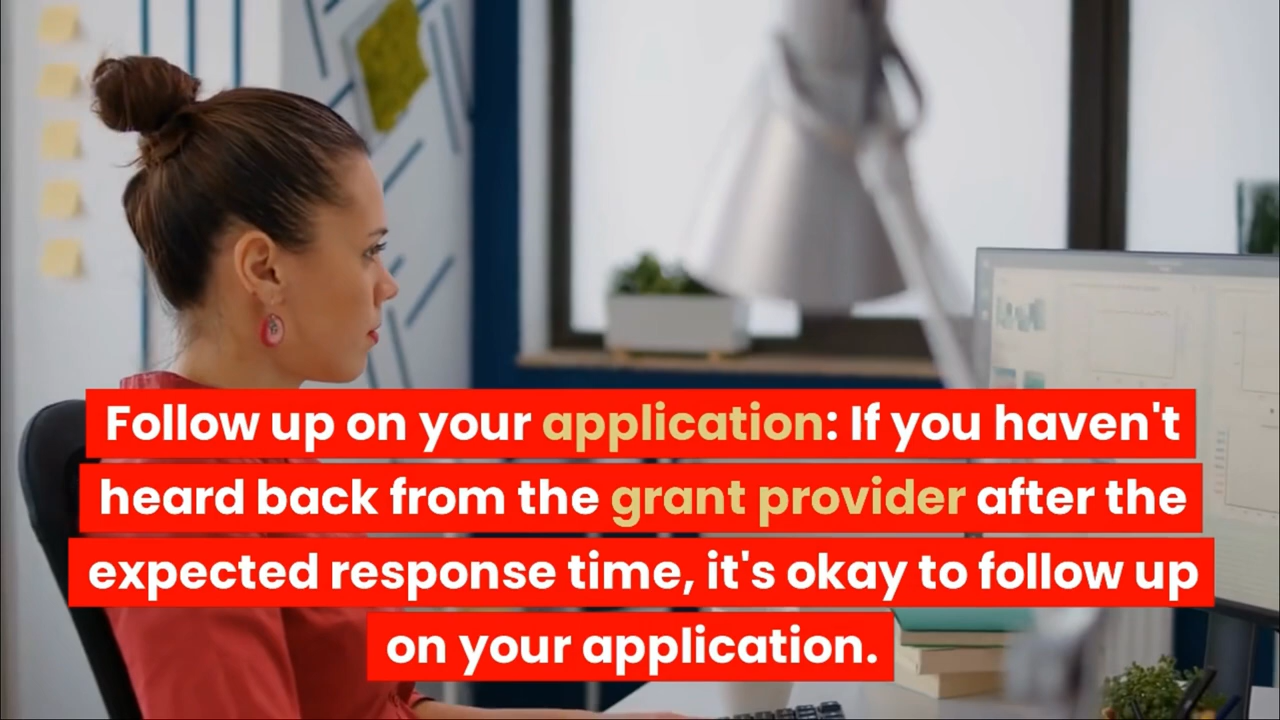 Follow up on your application: If you haven't
heard back from the grant provider after the
expected response time, it's okay to follow up
on your application.